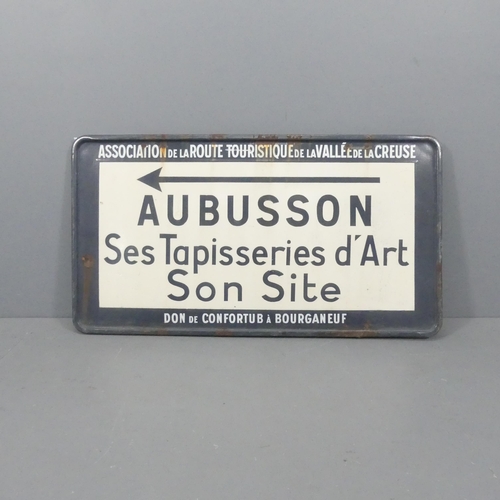 ASSOCIATION DE LA ROUTE TOURISTIQUE DE LA VALLÉE DE LA CREUSE
AUBUSSON
Ses Tapisseries d'Art
Son Site
DON DE CONFORTUB À BOURGANEUF